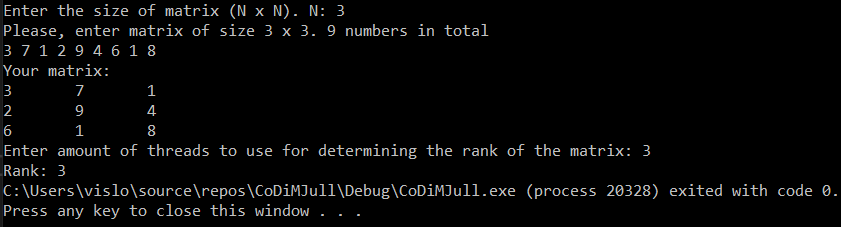 Enter the size of matrix (N x N). N: 3
Please, enter matrix of size 3 x 3. 9 numbers in total
3 7 1 2 9 4 6 1 8
Your matrix:
3 7 1
2 9 4
6 1 8
Enter amount of threads to use for determining the rank of the matrix: 3
Rank: 3
C:\Users\vislo\source\repos\CoDiMJull\Debug\CoDiMJull.exe (process 20328) exited with code 0.
Press any key to close this window . . .